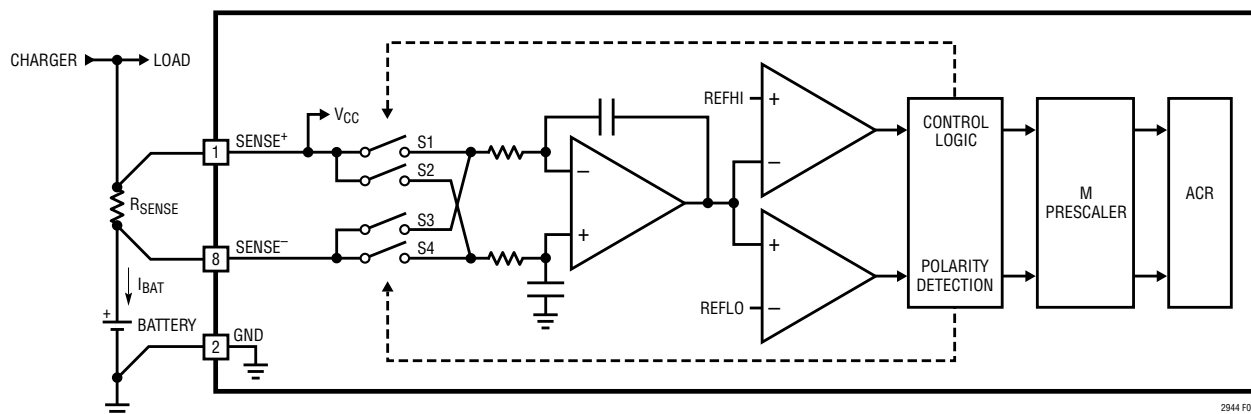 CHARGER
LOAD
VCC
REFHI
+
–
CONTROL
LOGIC
1
SENSE+
S1
S2
–
+
M
PRESCALER
ACR
RSENSE
S3
S4
8
SENSE–
+
–
POLARITY
DETECTION
REFLO
IBAT
+
BATTERY
2
GND
2944 F0